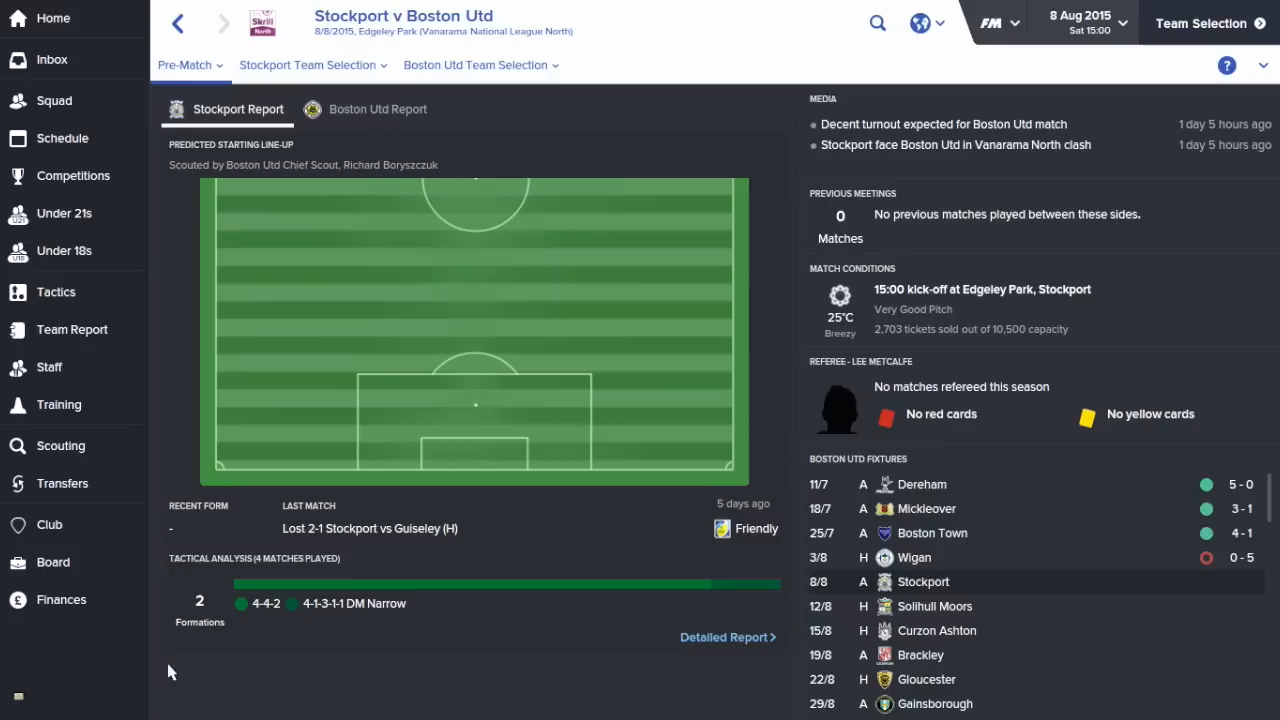 Home
Inbox
Squad
Schedule
Competitions
Under 21s
Under 18s
Tactics
Team Report
Staff
Training
Scouting
Transfers
Club
Board
Finances
Skrill
North
Stockport v Boston Utd
8/8/2015, Edgeley Park (Vanarama National League North)
FM
8 Aug 2015
Sat 15:00
Team Selection
Pre-Match
Stockport Team Selection
Boston Utd Team Selection
?
Stockport Report
Boston Utd Report
PREDICTED STARTING LINE-UP
Scouted by Boston Utd Chief Scout, Richard Boryszczuk
RECENT FORM
-
LAST MATCH
5 days ago
Lost 2-1 Stockport vs Guiseley (H)
Friendly
TACTICAL ANALYSIS (4 MATCHES PLAYED)
2
Formations
4-4-2
4-1-3-1-1 DM Narrow
Detailed Report
MEDIA
Decent turnout expected for Boston Utd match 1 day 5 hours ago
Stockport face Boston Utd in Vanarama North clash 1 day 5 hours ago
PREVIOUS MEETINGS
0
Matches
No previous matches played between these sides.
MATCH CONDITIONS
25°C
Breezy
15:00 kick-off at Edgeley Park, Stockport
Very Good Pitch
2,703 tickets sold out of 10,500 capacity
REFEREE - LEE METCALFE
No matches refereed this season
No red cards
No yellow cards
BOSTON UTD FIXTURES
11/7 A Dereham 5 - 0
18/7 A Mickleover 3 - 1
25/7 A Boston Town 4 - 1
3/8 H Wigan 0 - 5
8/8 A Stockport
12/8 H Solihull Moors
15/8 H Curzon Ashton
19/8 A Brackley
22/8 H Gloucester
29/8 A Gainsborough